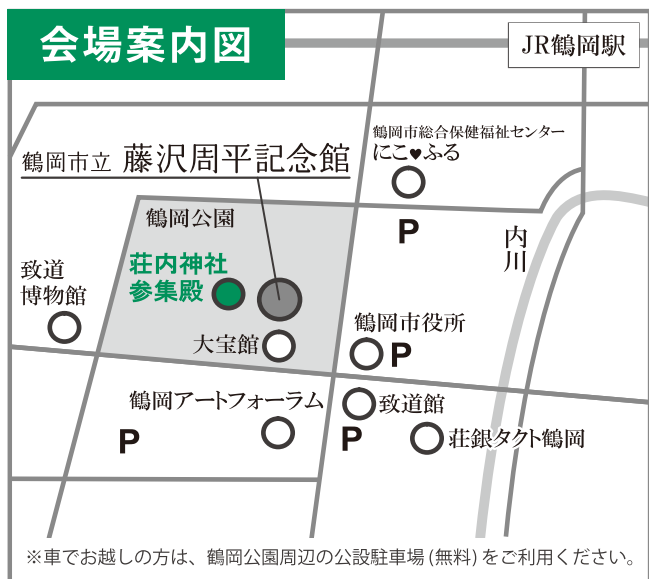 会場案内図
JR鶴岡駅
鶴岡市総合保健福祉センター
にこ♥ふる
鶴岡市立 藤沢周平記念館
P
鶴岡公園
内川
荘内神社
参集殿
致道
博物館
大宝館
鶴岡市役所
P
鶴岡アートフォーラム
致道館
P
P
荘銀タクト鶴岡
※車でお越しの方は、鶴岡公園周辺の公設駐車場(無料)をご利用ください。